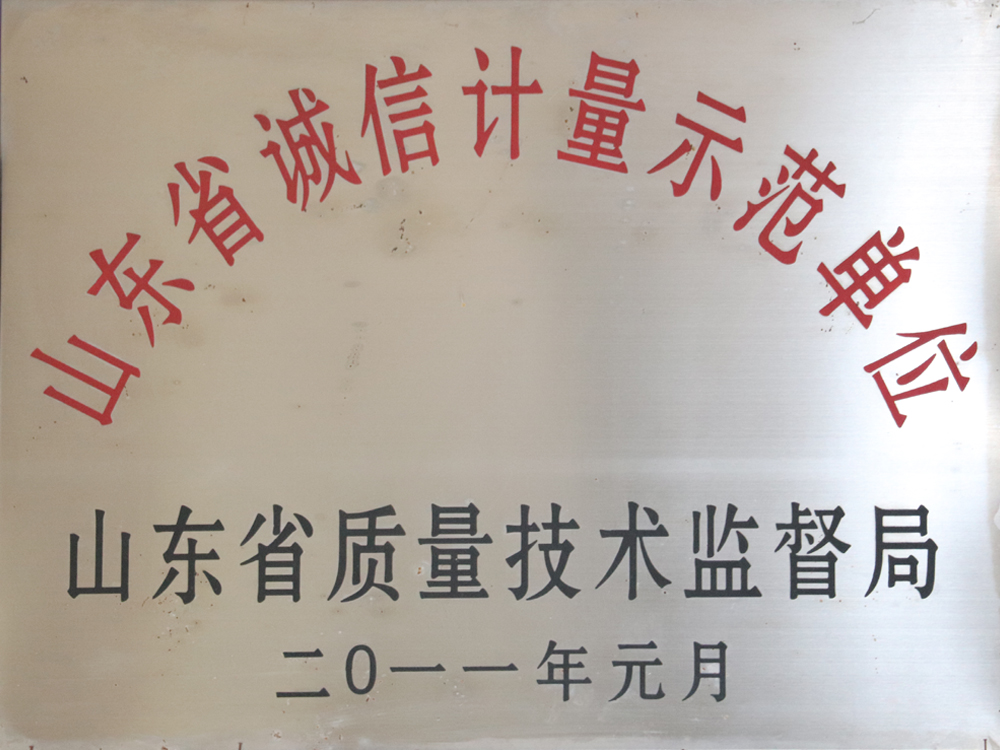 山东省诚信计量示范单位
山东省质量技术监督局
二0一一年元月